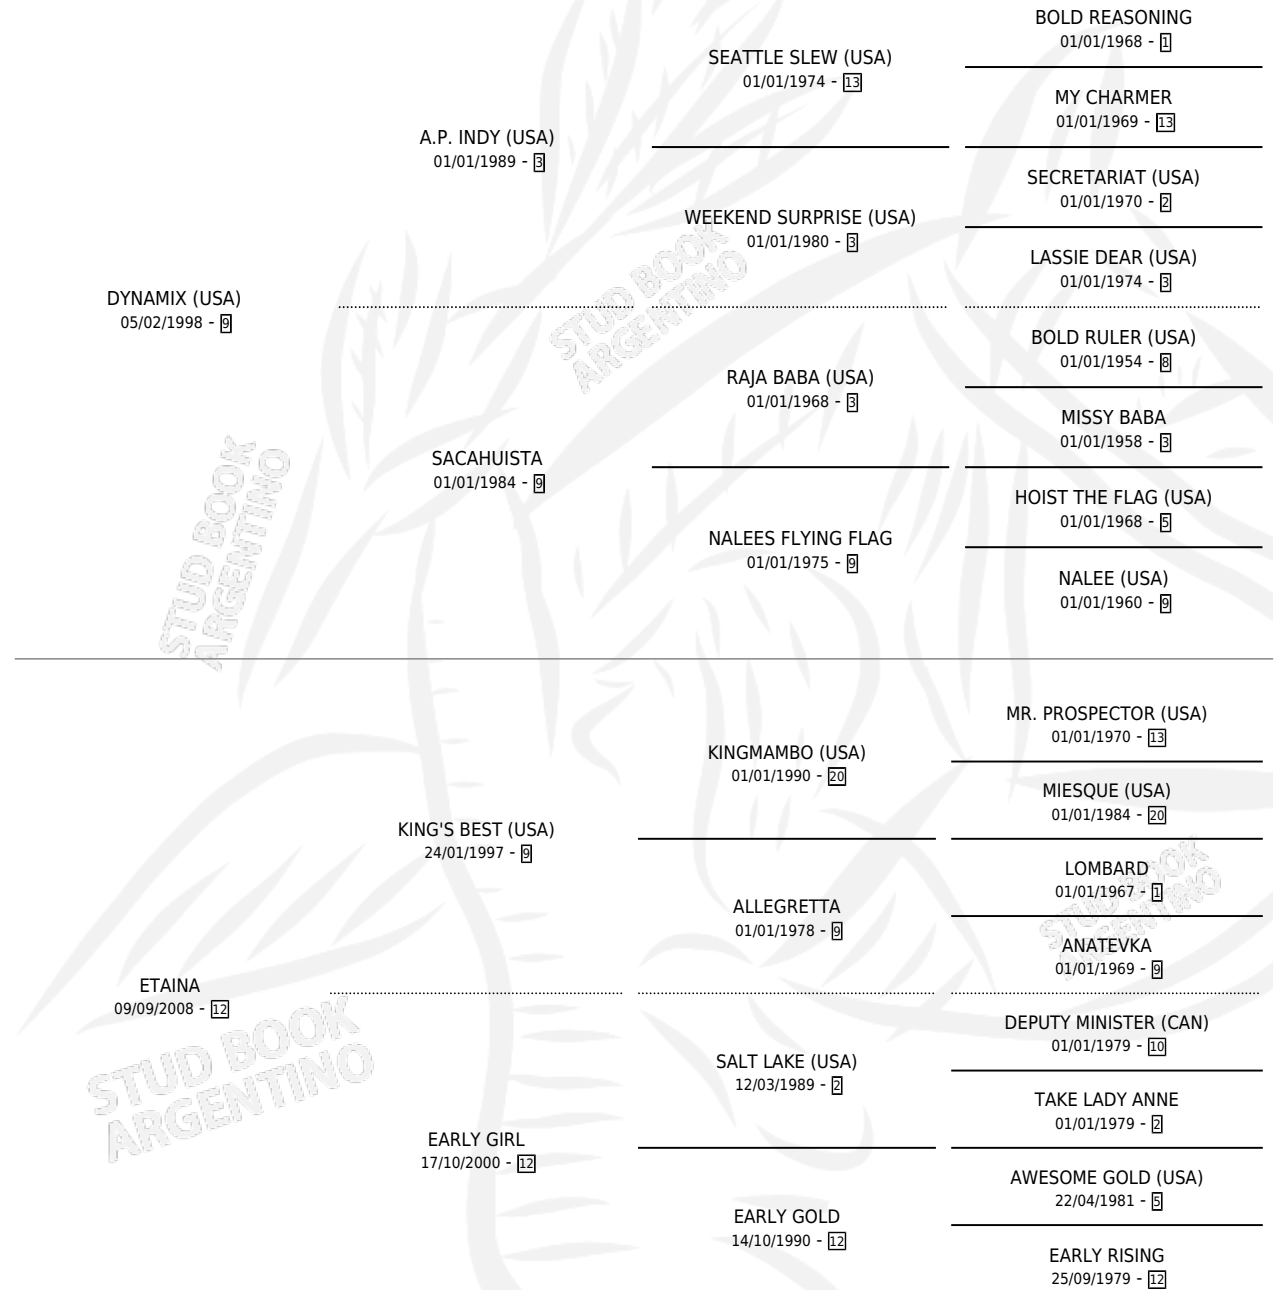 BOLD REASONING
01/01/1968 - 1
SEATTLE SLEW (USA)
01/01/1974 - 13
MY CHARMER
01/01/1969 - 13
A.P. INDY (USA)
01/01/1989 - 3
SECRETARIAT (USA)
01/01/1970 - 2
WEEKEND SURPRISE (USA)
01/01/1980 - 3
LASSIE DEAR (USA)
01/01/1974 - 3
DYNAMIX (USA)
05/02/1998 - 9
STUD BOOK
ARGENTINO
BOLD RULER (USA)
01/01/1954 - 8
RAJA BABA (USA)
01/01/1968 - 3
MISSY BABA
01/01/1958 - 3
SACAHUISTA
01/01/1984 - 9
HOIST THE FLAG (USA)
01/01/1968 - 5
NALEES FLYING FLAG
01/01/1975 - 9
NALEE (USA)
01/01/1960 - 9
STUD BOOK
ARGENTINO
MR. PROSPECTOR (USA)
01/01/1970 - 13
KINGMAMBO (USA)
01/01/1990 - 20
MIESQUE (USA)
01/01/1984 - 20
KING'S BEST (USA)
24/01/1997 - 9
LOMBARD
01/01/1967 - 1
ALLEGRETTA
01/01/1978 - 9
STUD BOOK
ARGENTINO
ANATEVKA
01/01/1969 - 9
ETAINA
09/09/2008 - 12
STUD BOOK
ARGENTINO
DEPUTY MINISTER (CAN)
01/01/1979 - 10
SALT LAKE (USA)
12/03/1989 - 2
TAKE LADY ANNE
01/01/1979 - 2
EARLY GIRL
17/10/2000 - 12
AWESOME GOLD (USA)
22/04/1981 - 5
EARLY GOLD
14/10/1990 - 12
EARLY RISING
25/09/1979 - 12